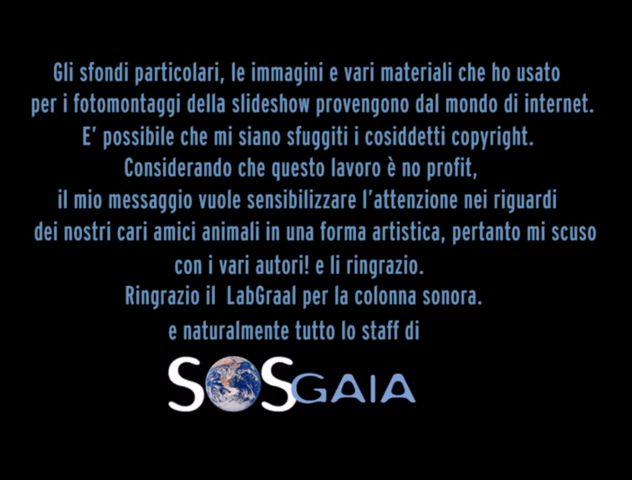 Gli sfondi particolari, le immagini e vari materiali che ho usato
per i fotomontaggi della slideshow provengono dal mondo di internet.
E' possibile che mi siano sfuggiti i cosiddetti copyright.
Considerando che questo lavoro è no profit,
il mio messaggio vuole sensibilizzare l'attenzione nei riguardi
dei nostri cari amici animali in una forma artistica, pertanto mi scuso
con i vari autori! e li ringrazio.
Ringrazio il LabGraal per la colonna sonora.
e naturalmente tutto lo staff di
SOSGAIA